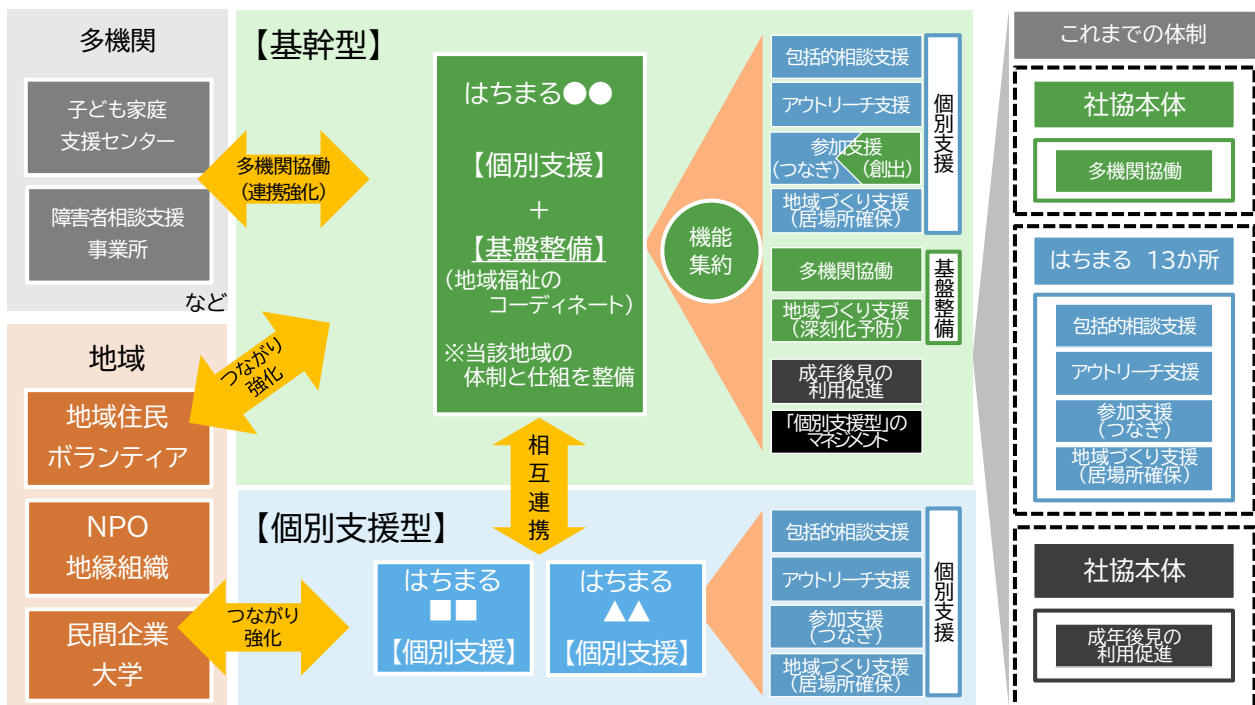 多機関
子ども家庭
支援センター
障害者相談支援
事業所
など
地域
地域住民
ボランティア
NPO
地縁組織
民間企業
大学
多機関協働
（連携強化）
つながり
強化
つながり
強化
【基幹型】
はちまる●●
【個別支援】
＋
【基盤整備】
（地域福祉の
コーディネート）
※当該地域の
体制と仕組を整備
機能
集約
包括的相談支援
アウトリーチ支援
参加支援
（つなぎ）
（創出）
地域づくり支援
（居場所確保）
個別支援
多機関協働
地域づくり支援
（深刻化予防）
基盤整備
成年後見の
利用促進
「個別支援型」の
マネジメント
相互連携
【個別支援型】
はちまる
■■
【個別支援】
はちまる
▲▲
【個別支援】
包括的相談支援
アウトリーチ支援
参加支援
（つなぎ）
地域づくり支援
（居場所確保）
個別支援
これまでの体制
社協本体
多機関協働
はちまる 13か所
包括的相談支援
アウトリーチ支援
参加支援
（つなぎ）
地域づくり支援
（居場所確保）
社協本体
成年後見の
利用促進